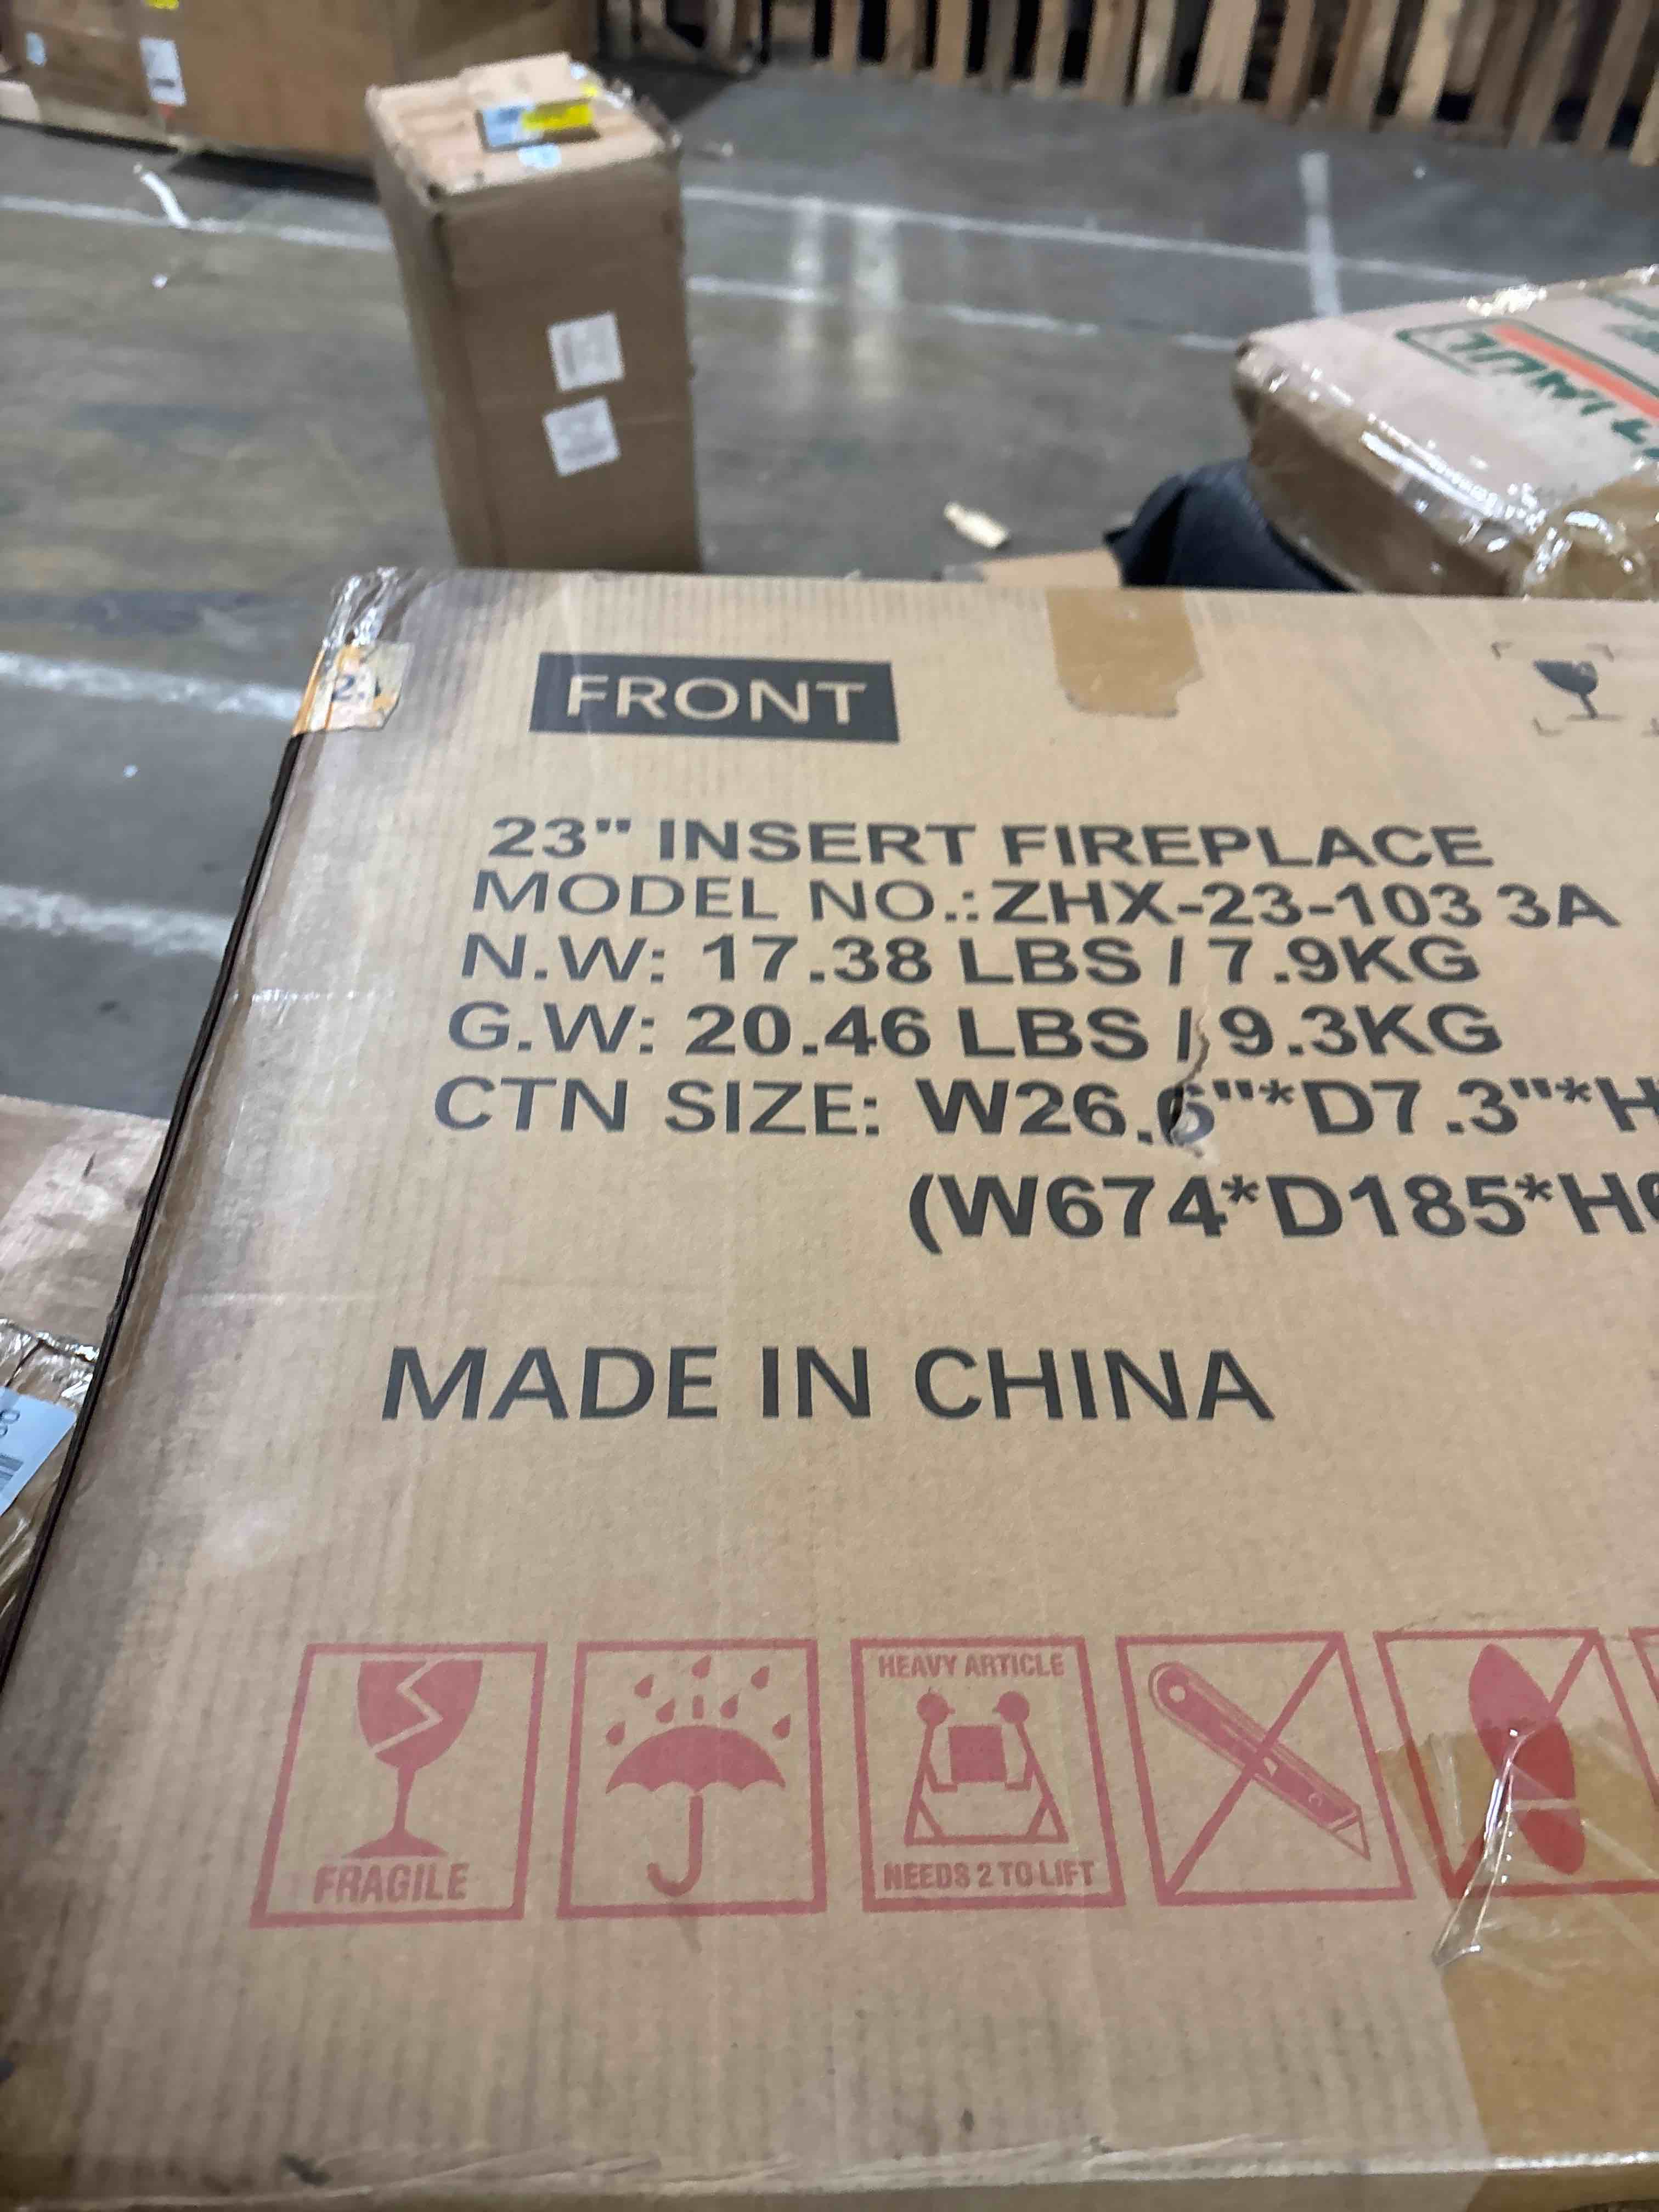 FRONT
23" INSERT FIREPLACE
MODEL NO.:ZHX-23-103 3A
N.W: 17.38 LBS / 7.9KG
G.W: 20.46 LBS / 9.3KG
CTN SIZE: W26.6"*D7.3"*H
(W674*D185*H
MADE IN CHINA
HEAVY ARTICLE
FRAGILE
NEEDS 2 TO LIFT